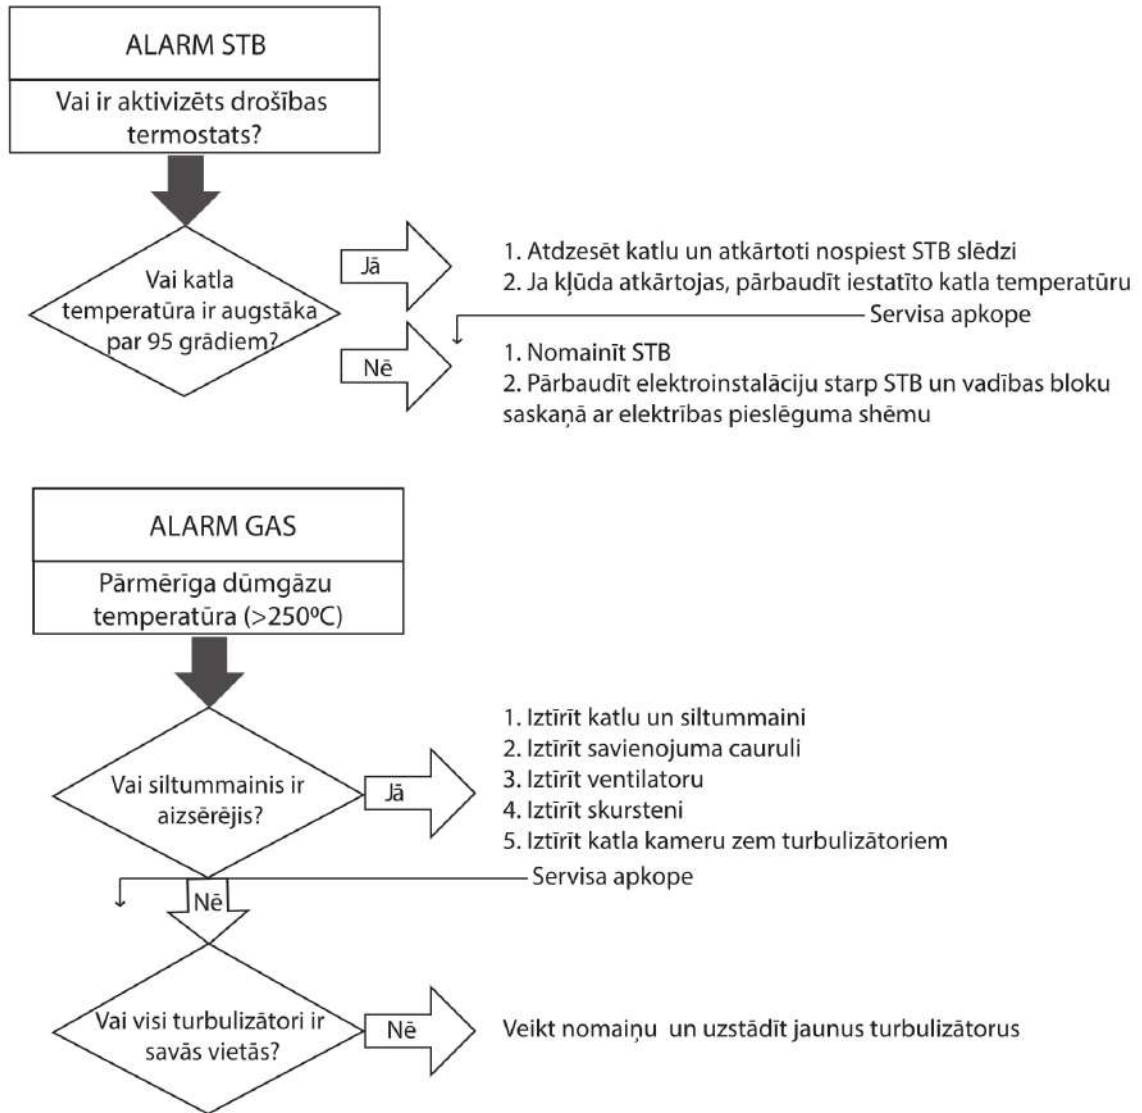 ALARM STB
Vai ir aktivizēts drošības
termostats?
Vai katla
temperatūra ir augstāka
par 95 grādiem?
Jā
1. Atdzesēt katlu un atkārtoti nospiest STB slēdzi
2. Ja kļūda atkārtojas, pārbaudīt iestatīto katla temperatūru
Servisa apkope
Nē
1. Nomainīt STB
2. Pārbaudīt elektroinstalāciju starp STB un vadības bloku
saskaņā ar elektrības pieslēguma shēmu
ALARM GAS
Pārmērīga dūmgāzu
temperatūra (>250ºC)
Vai siltummainis ir
aizsērējis?
Jā
1. Iztīrīt katlu un siltummaini
2. Iztīrīt savienojuma cauruli
3. Iztīrīt ventilatoru
4. Iztīrīt skursteni
5. Iztīrīt katla kameru zem turbulizātoriem
Servisa apkope
Nē
Vai visi turbulizātori ir
savās vietās?
Nē
Veikt nomaiņu un uzstādīt jaunus turbulizātorus